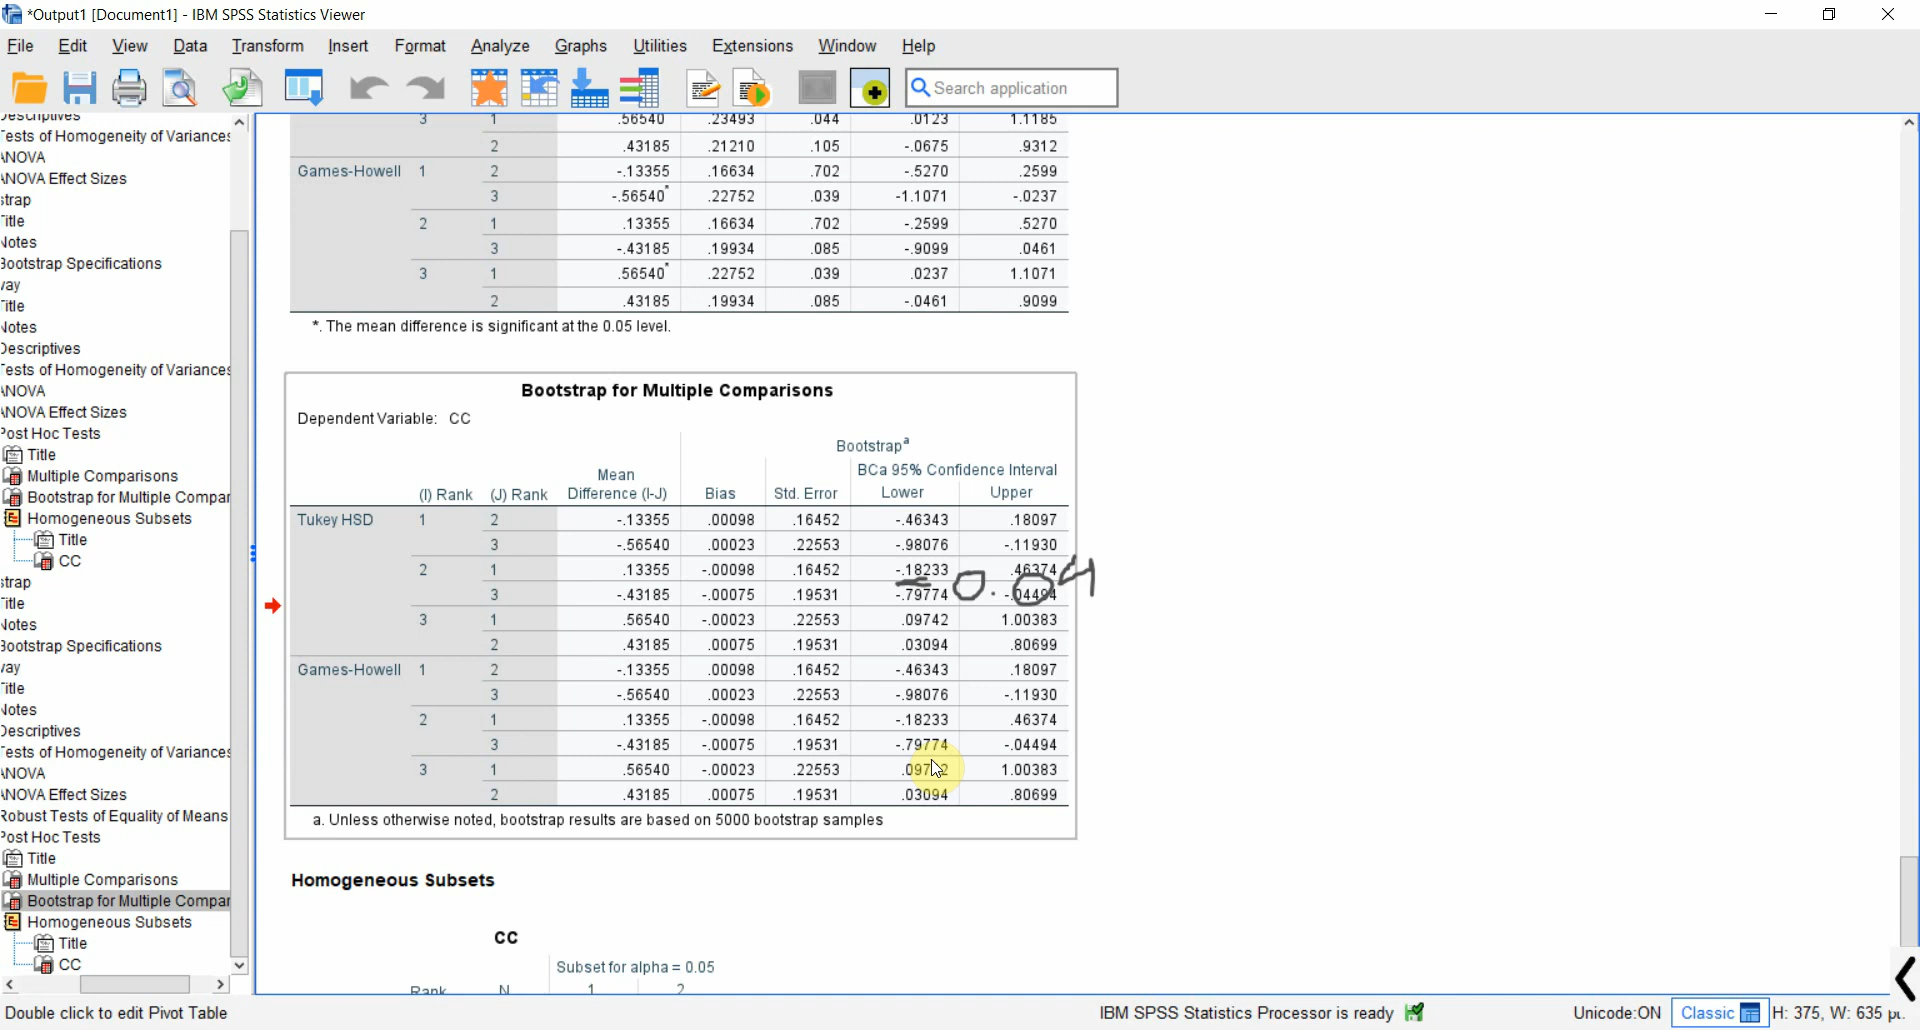 *Output1 [Document1] - IBM SPSS Statistics Viewer
File Edit View Data Transform Insert Format Analyze Graphs Utilities Extensions Window Help
Search application
Descriptives
Tests of Homogeneity of Variances
ANOVA
ANOVA Effect Sizes
strap
Title
Notes
Bootstrap Specifications
vay
Title
Notes
Descriptives
Tests of Homogeneity of Variances
ANOVA
ANOVA Effect Sizes
Post Hoc Tests
Title
Multiple Comparisons
Bootstrap for Multiple Compar
Homogeneous Subsets
Title
CC
strap
Title
Notes
Bootstrap Specifications
vay
Title
Notes
Descriptives
Tests of Homogeneity of Variances
ANOVA
ANOVA Effect Sizes
Robust Tests of Equality of Means
Post Hoc Tests
Title
Multiple Comparisons
Bootstrap for Multiple Compar
Homogeneous Subsets
Title
CC
3 1 .56540 .23493 .044 .0123 1.1185
2 .43185 .21210 .105 -.0675 .9312
Games-Howell 1 2 -.13355 .16634 .702 -.5270 .2599
3 -.56540* .22752 .039 -1.1071 -.0237
2 1 .13355 .16634 .702 -.2599 .5270
3 -.43185 .19934 .085 -.9099 .0461
3 1 .56540* .22752 .039 .0237 1.1071
2 .43185 .19934 .085 -.0461 .9099
*. The mean difference is significant at the 0.05 level.
Bootstrap for Multiple Comparisons
Dependent Variable: CC
Bootstrap a
BCa 95% Confidence Interval
(I) Rank (J) Rank Mean Difference (I-J) Bias Std. Error Lower Upper
Tukey HSD 1 2 -.13355 .00098 .16452 -.46343 .18097
3 -.56540 .00023 .22553 -.98076 -.11930
2 1 .13355 -.00098 .16452 -.18233 .46374
3 -.43185 -.00075 .19531 -.79774 -.04494
3 1 .56540 -.00023 .22553 .09742 1.00383
2 .43185 .00075 .19531 .03094 .80699
Games-Howell 1 2 -.13355 .00098 .16452 -.46343 .18097
3 -.56540 .00023 .22553 -.98076 -.11930
2 1 .13355 -.00098 .16452 -.18233 .46374
3 -.43185 -.00075 .19531 -.79774 -.04494
3 1 .56540 -.00023 .22553 .09742 1.00383
2 .43185 .00075 .19531 .03094 .80699
a. Unless otherwise noted, bootstrap results are based on 5000 bootstrap samples
-0.04
Homogeneous Subsets
CC
Subset for alpha = 0.05
Rank N 1 2
Double click to edit Pivot Table
IBM SPSS Statistics Processor is ready
Unicode:ON Classic H: 375, W: 635 pt.